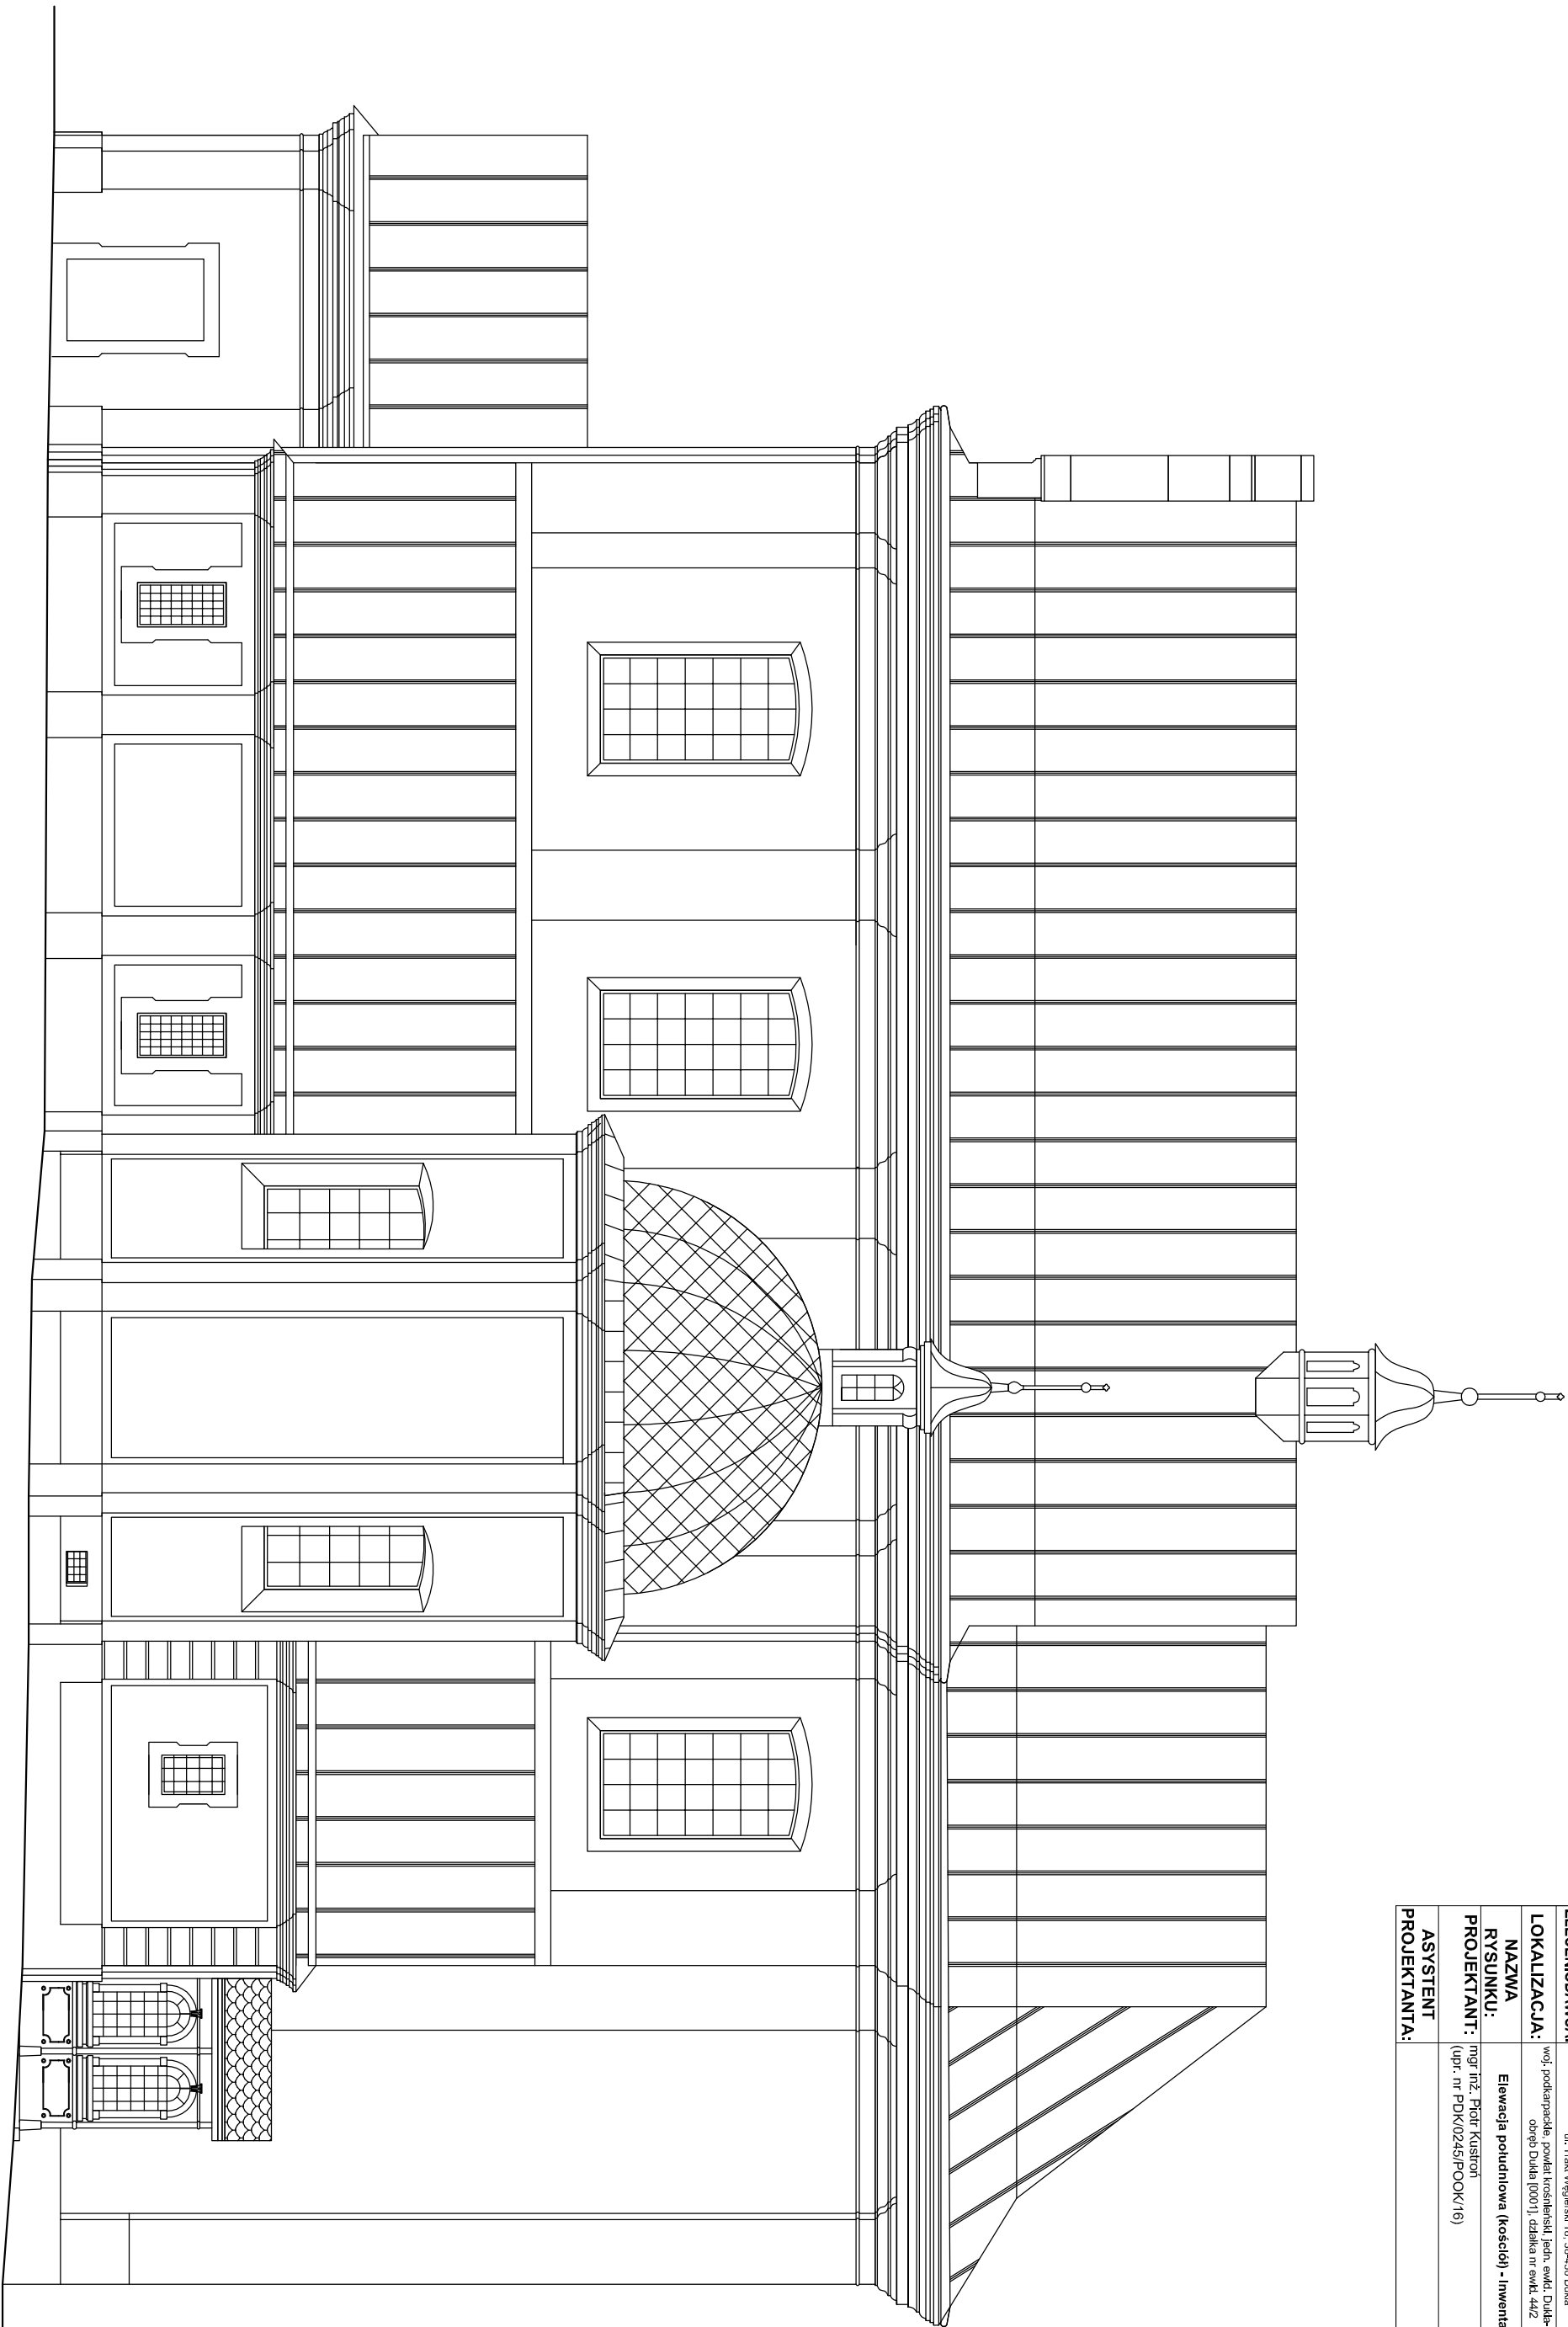 LOKALIZACJA: woj. podkarpackie, powiat krośnieński, jedn. ewid. Dukla-
obręb Dukla [0001], działka nr ewid. 44/2
NAZWA
RYSUNKU: Elewacja południowa (kościół) - Inwenta
PROJEKTANT: mgr inż. Piotr Kustroń
(upr. nr PDK/0245/POOK/16)
ASYSTENT
PROJEKTANTA: